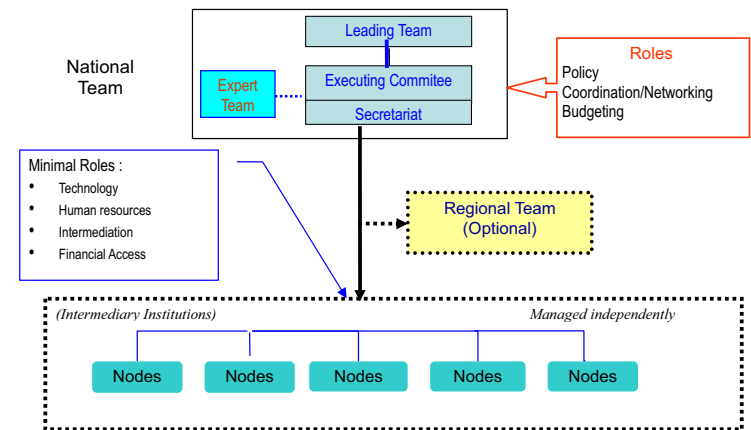 Leading Team
National
Team
Expert
Team
Executing Commitee
Secretariat
Roles
Policy
Coordination/Networking
Budgeting
Minimal Roles :
• Technology
• Human resources
• Intermediation
• Financial Access
Regional Team
(Optional)
(Intermediary Institutions)
Managed independently
Nodes
Nodes
Nodes
Nodes
Nodes